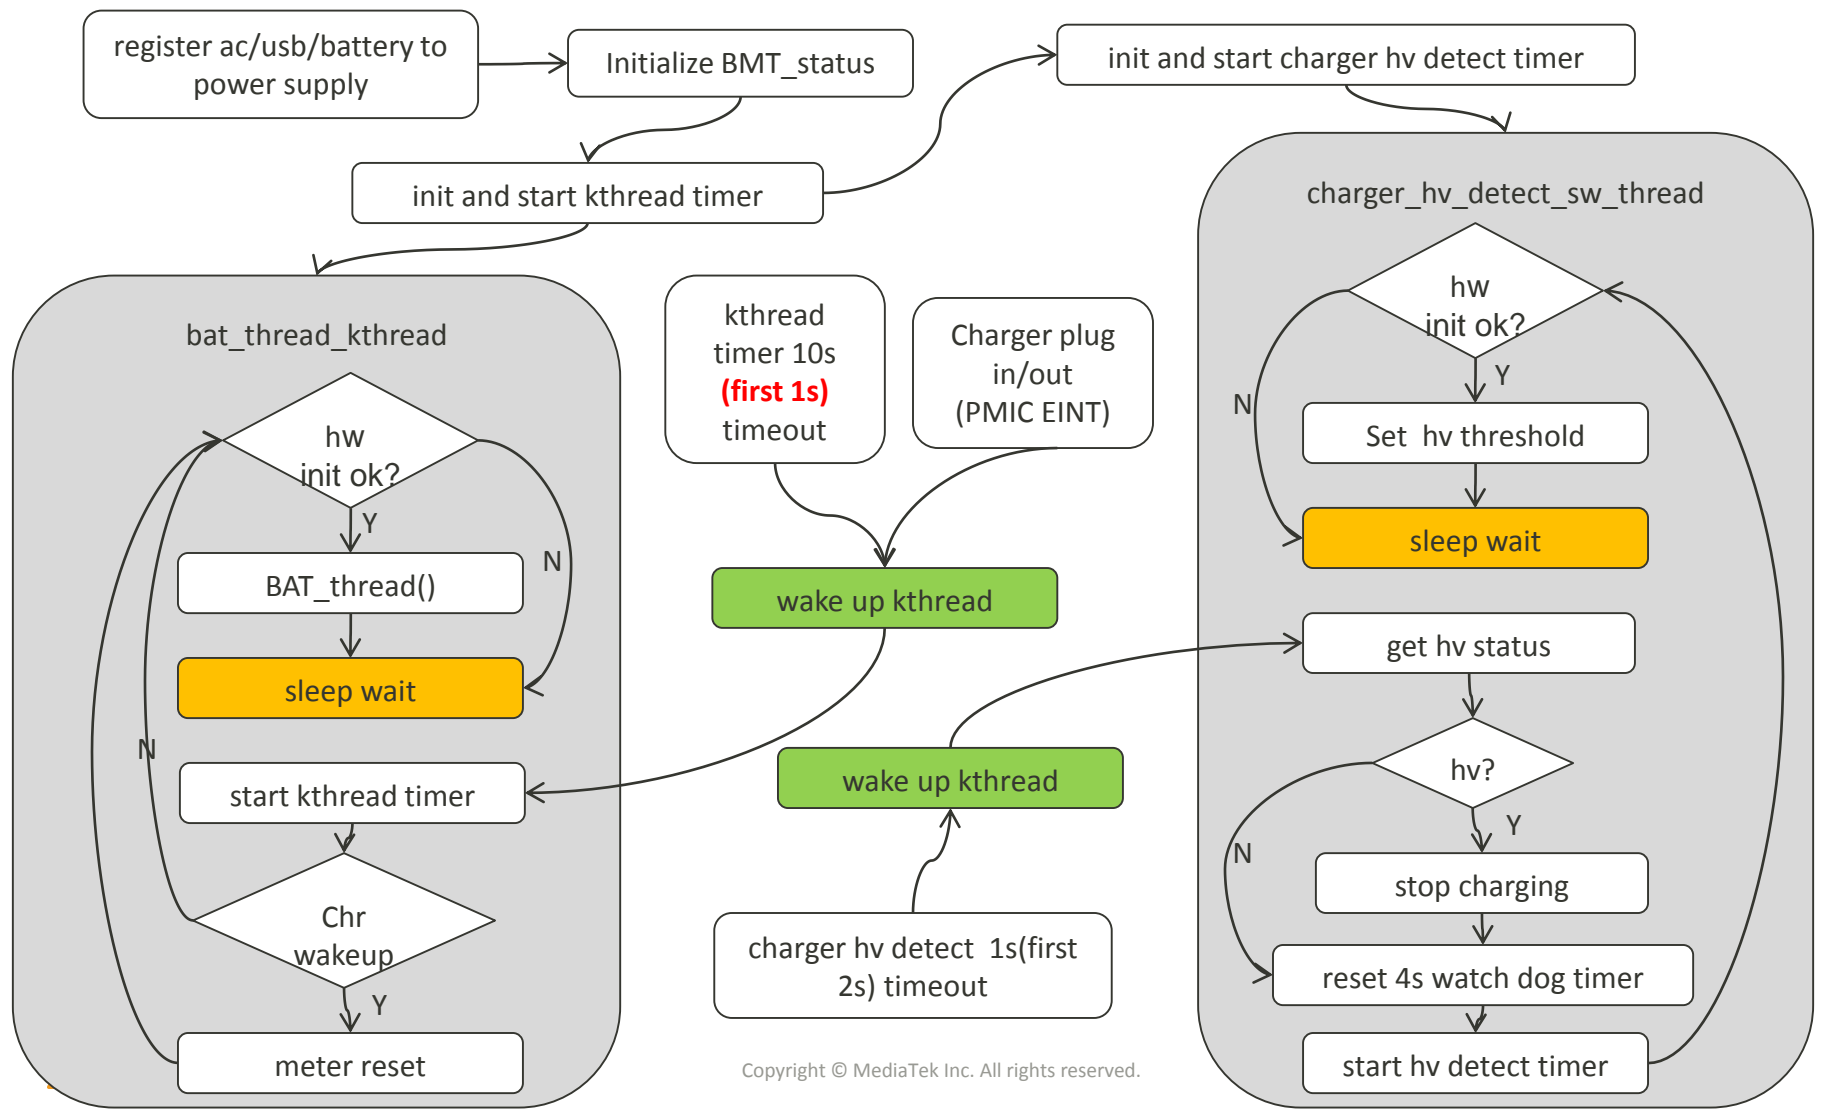 register ac/usb/battery to
power supply
Initialize BMT_status
init and start charger hv detect timer
init and start kthread timer
bat_thread_kthread
hw
init ok?
Y
N
BAT_thread()
sleep wait
N
start kthread timer
Chr
wakeup
Y
meter reset
kthread
timer 10s
(first 1s)
timeout
Charger plug
in/out
(PMIC EINT)
wake up kthread
wake up kthread
charger hv detect 1s(first
2s) timeout
charger_hv_detect_sw_thread
hw
init ok?
Y
N
Set hv threshold
sleep wait
get hv status
hv?
Y
N
stop charging
reset 4s watch dog timer
start hv detect timer
Copyright © MediaTek Inc. All rights reserved.